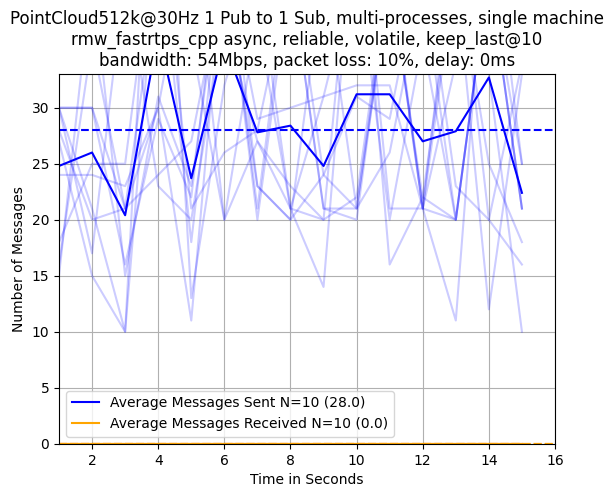 PointCloud512k@30Hz 1 Pub to 1 Sub, multi-processes, single machine
rmw_fastrtps_cpp async, reliable, volatile, keep_last@10
bandwidth: 54Mbps, packet loss: 10%, delay: 0ms
Number of Messages
30
25
20
15
10
5
0
Average Messages Sent N=10 (28.0)
Average Messages Received N=10 (0.0)
2 4 6 8 10 12 14 16
Time in Seconds